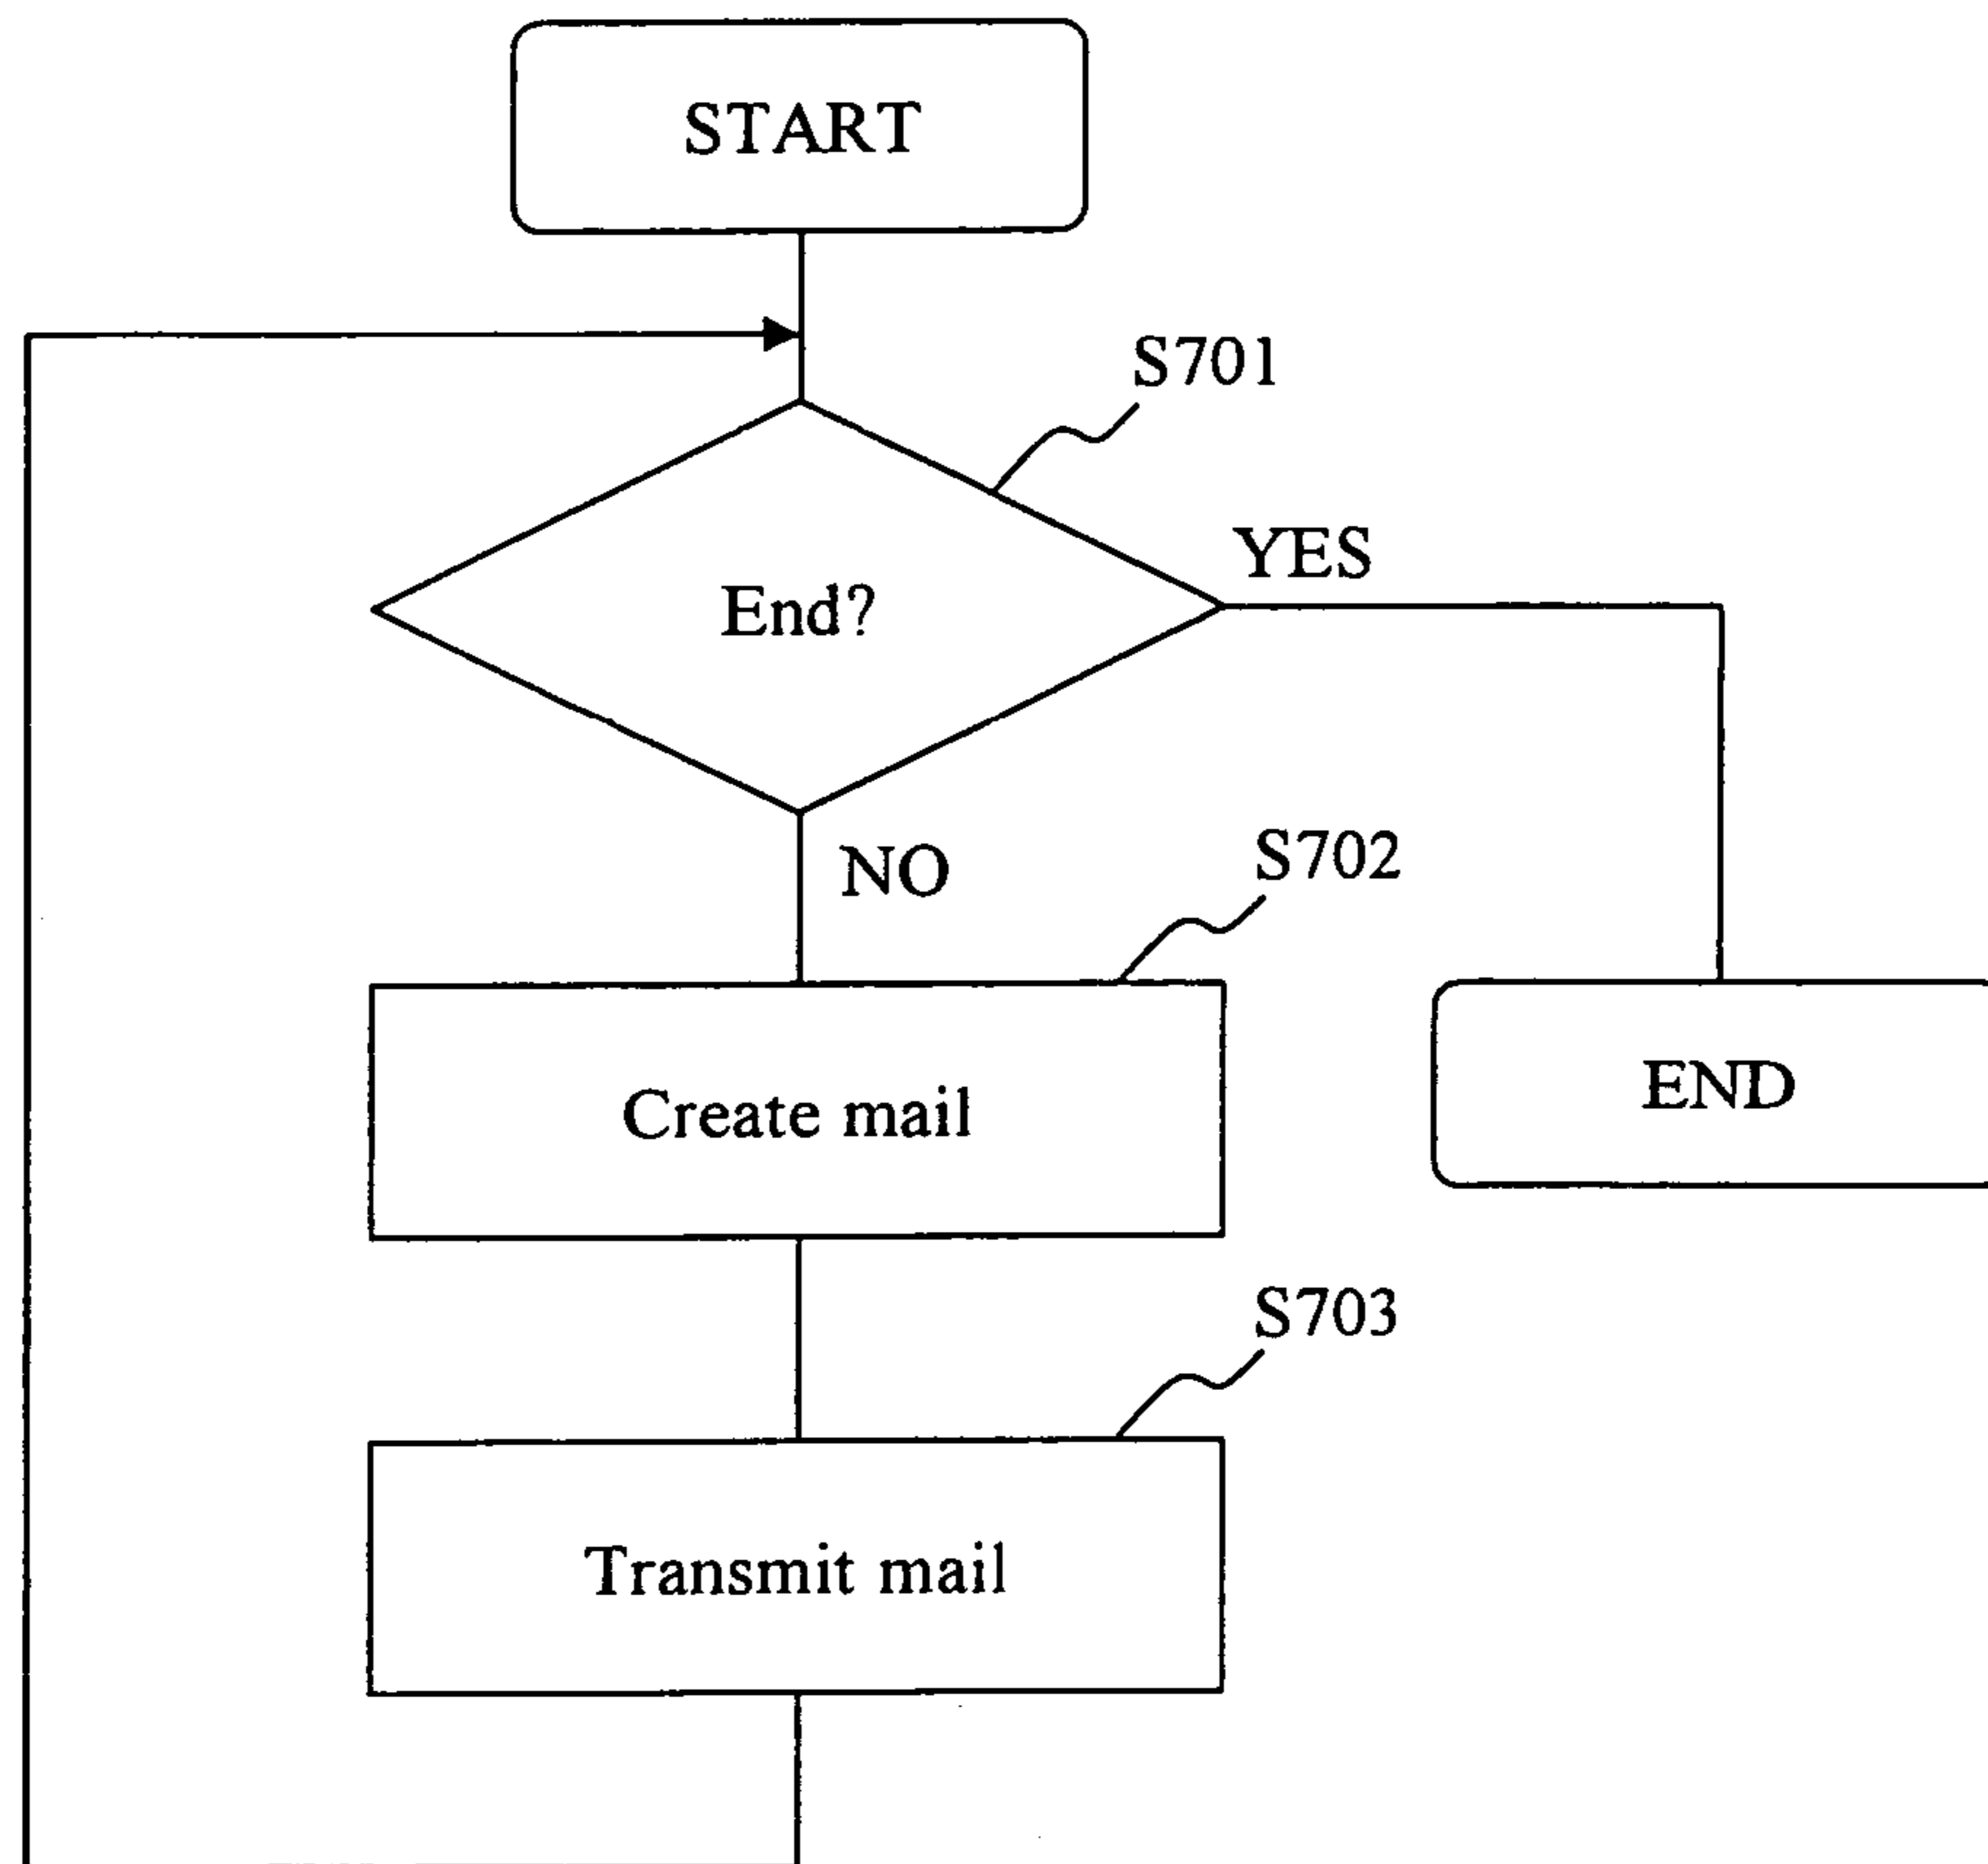 START
S701
YES
End?
NO
S702
Create mail
END
S703
Transmit mail